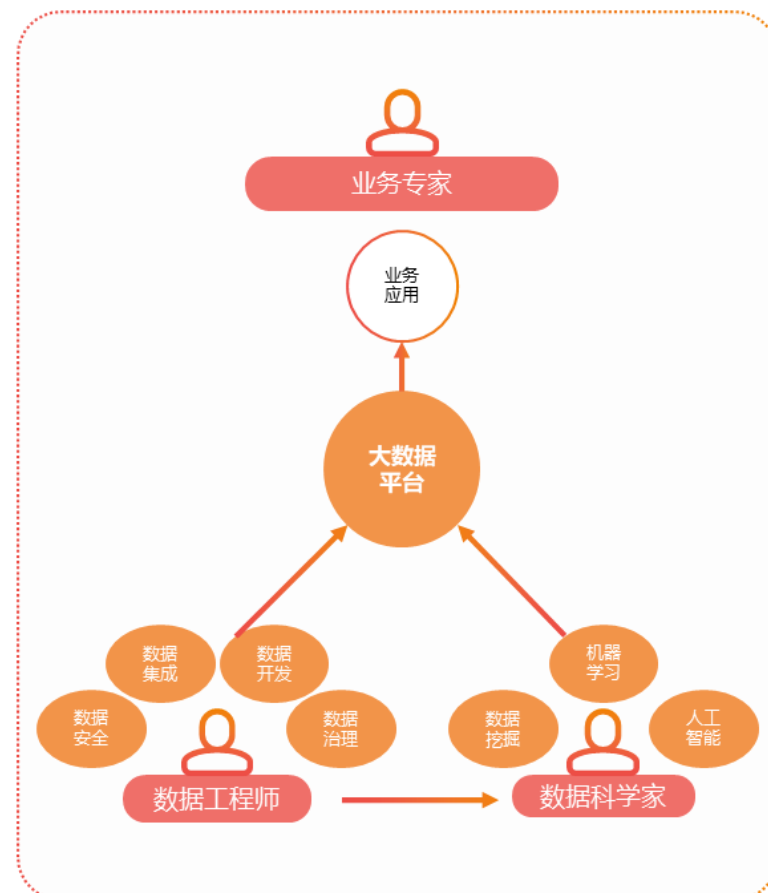 业务专家
业务
应用
大数据
平台
数据
集成
数据
开发
机器
学习
数据
安全
数据
治理
数据
挖掘
人工
智能
数据工程师
数据科学家